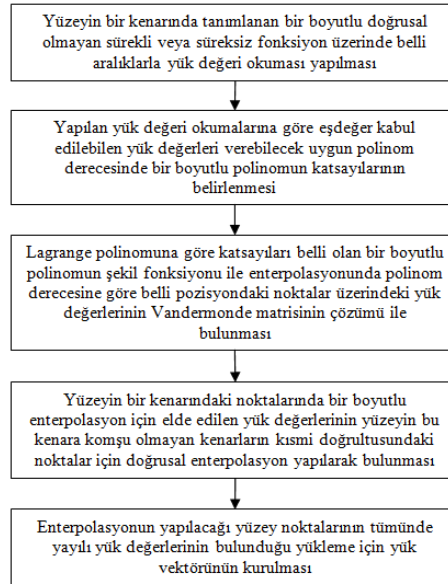 Yüzeyin bir kenarında tanımlanan bir boyutlu doğrusal
olmayan sürekli veya süreksiz fonksiyon üzerinde belli
aralıklarla yük değeri okuması yapılması
Yapılan yük değeri okumalarına göre eşdeğer kabul
edilebilen yük değerleri verebilecek uygun polinom
derecesinde bir boyutlu polinomun katsayılarının
belirlenmesi
Lagrange polinomuna göre katsayıları belli olan bir boyutlu
polinomun şekil fonksiyonu ile enterpolasyonunda polinom
derecesine göre belli pozisyondaki noktalar üzerindeki yük
değerlerinin Vandermonde matrisinin çözümü ile
bulunması
Yüzeyin bir kenarındaki noktalarında bir boyutlu
enterpolasyon için elde edilen yük değerlerinin yüzeyin bu
kenara komşu olmayan kenarların kısmi doğrultusundaki
noktalar için doğrusal enterpolasyon yapılarak bulunması
Enterpolasyonun yapılacağı yüzey noktalarının tümünde
yayılı yük değerlerinin bulunduğu yükleme için yük
vektörünün kurulması